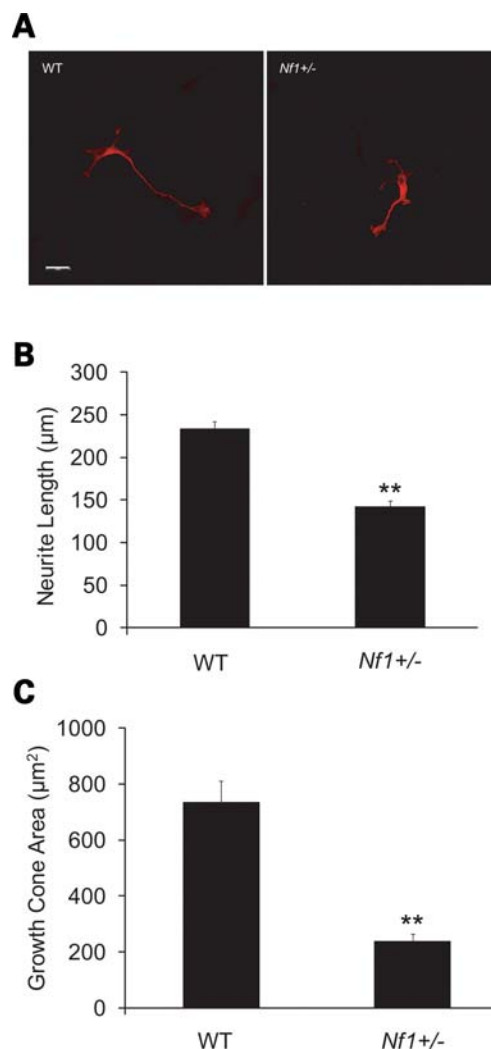 A
WT
Nf1+/-
B
Neurite Length (µm)
300
250
200
150
100
50
0
**
WT
Nf1+/-
C
Growth Cone Area (µm²)
1000
800
600
400
200
0
**
WT
Nf1+/-